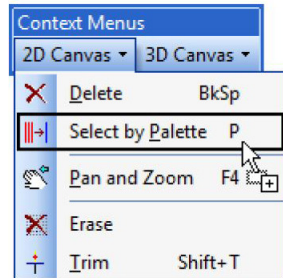 Context Menus
2D Canvas 3D Canvas
Delete BkSp
Select by Palette P
Pan and Zoom F4
Erase
Trim Shift+T